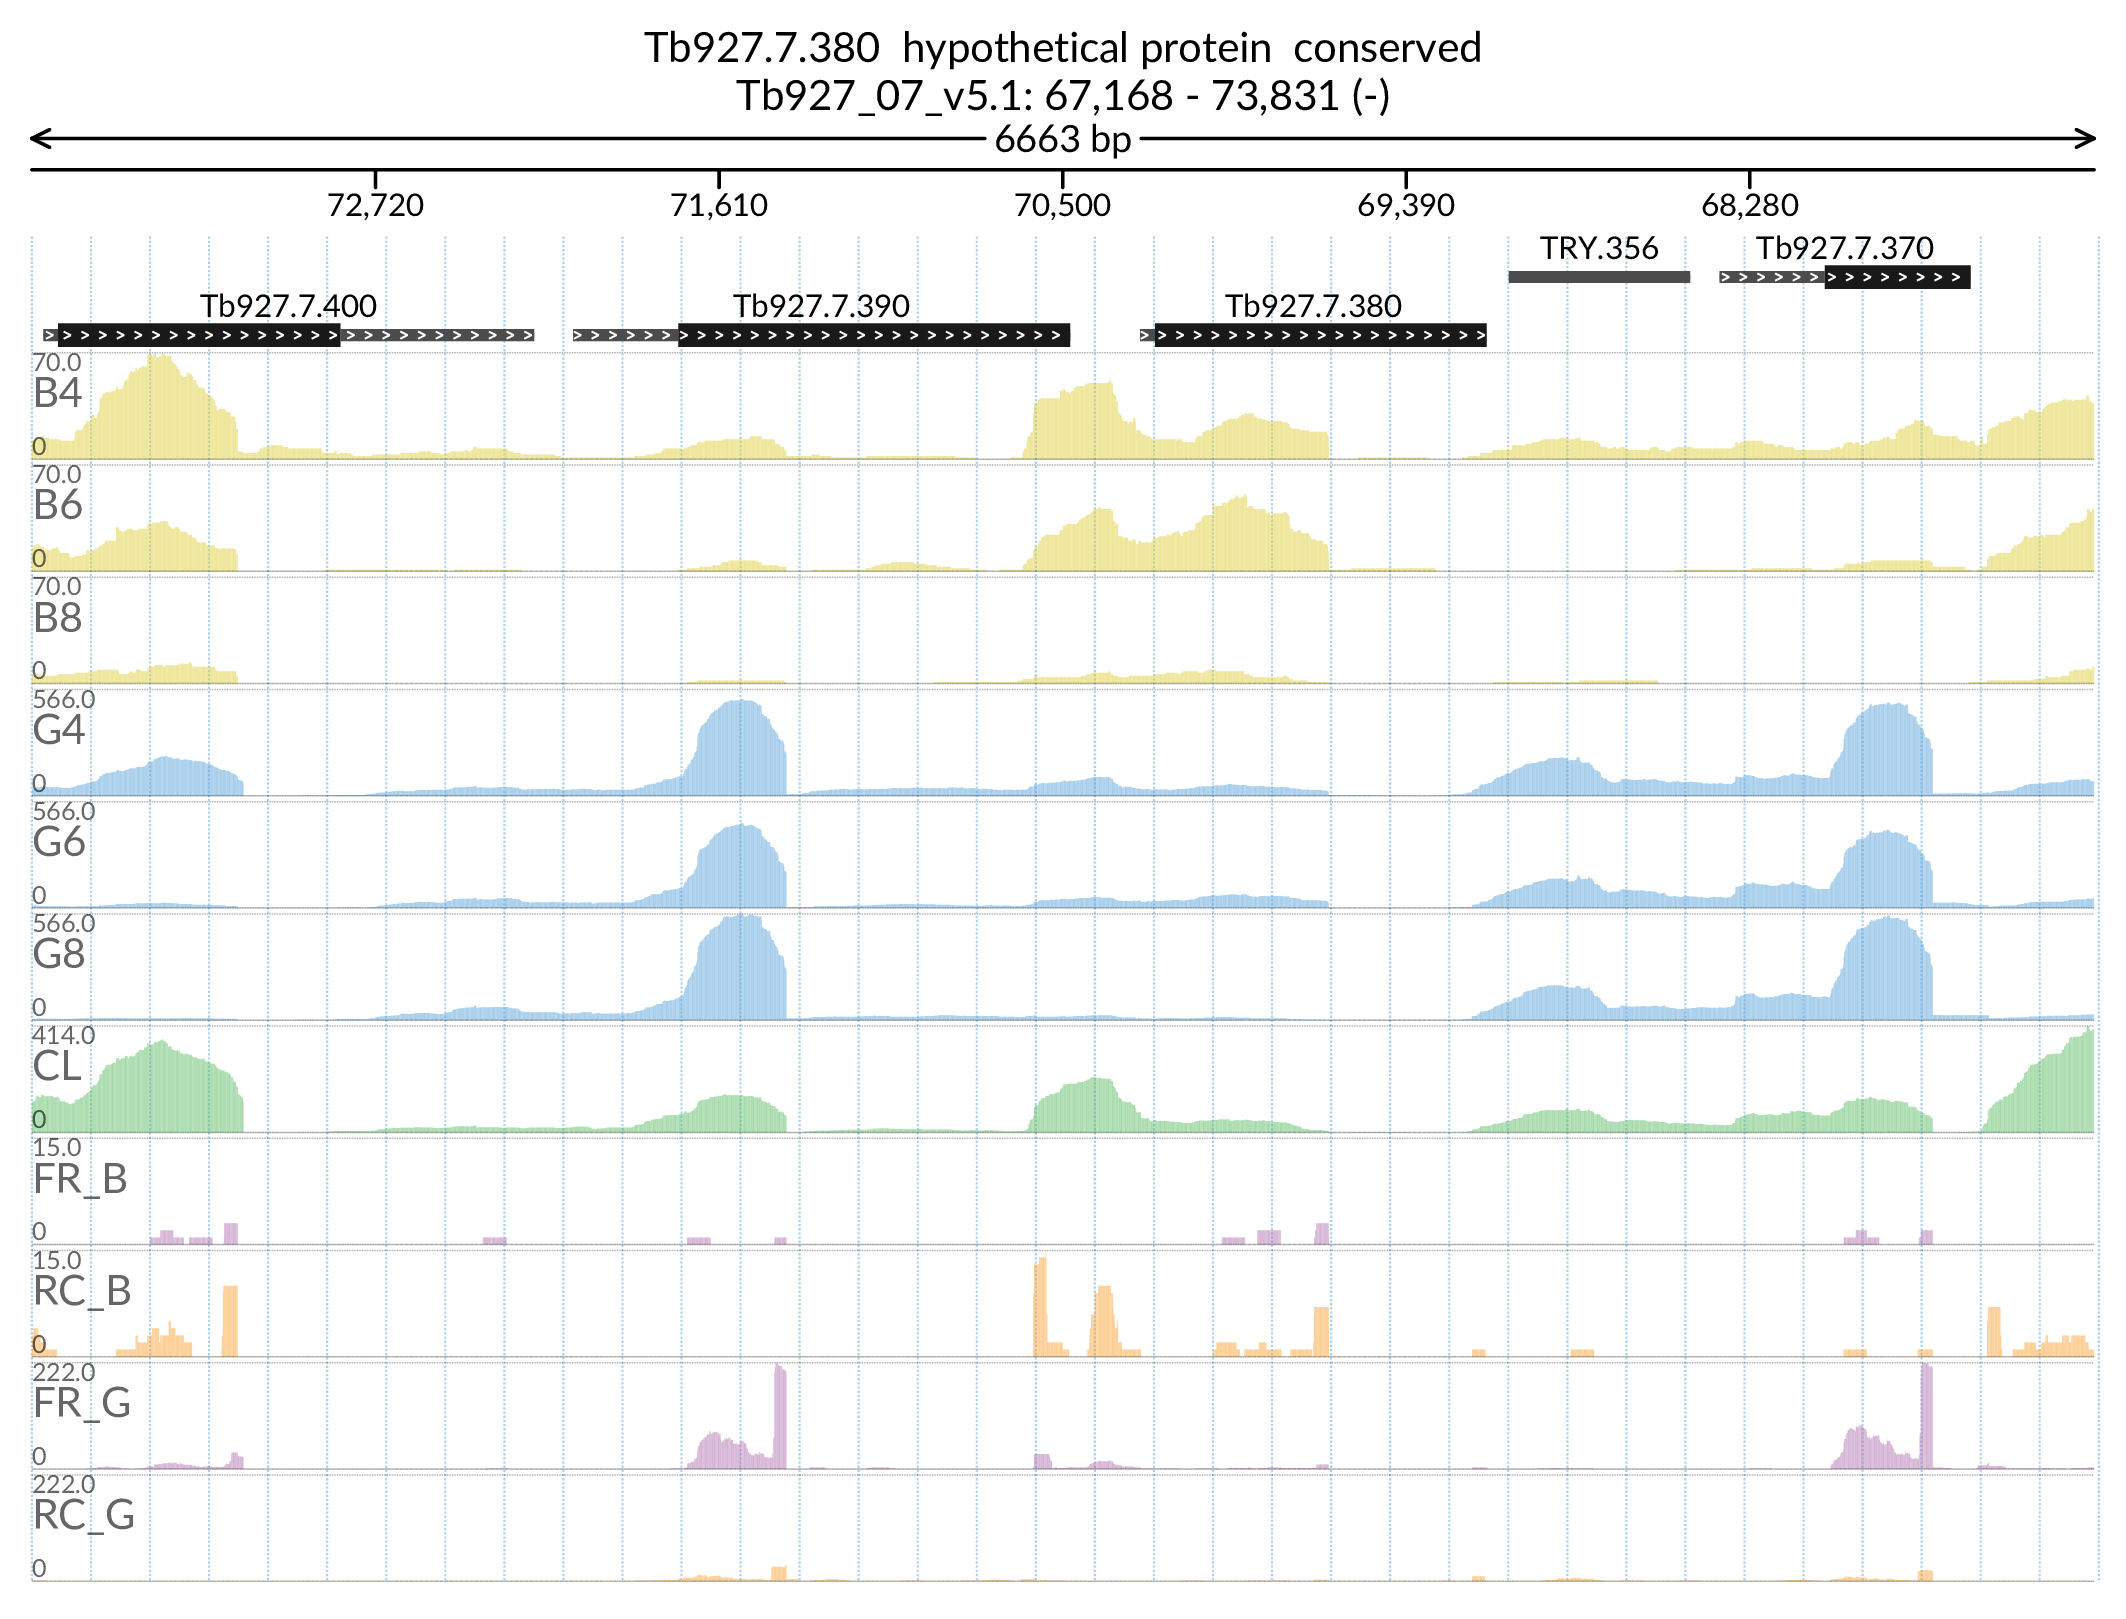 Tb927.7.380  hypothetical protein  conserved
Tb927_07_v5.1: 67,168 - 73,831 (-)
6663 bp
72,720 71,610 70,500 69,390 68,280
TRY.356 Tb927.7.370
Tb927.7.400 Tb927.7.390 Tb927.7.380
70.0
B4
0
70.0
B6
0
70.0
B8
0
566.0
G4
0
566.0
G6
0
566.0
G8
0
414.0
CL
0
15.0
FR_B
0
15.0
RC_B
0
222.0
FR_G
0
222.0
RC_G
0